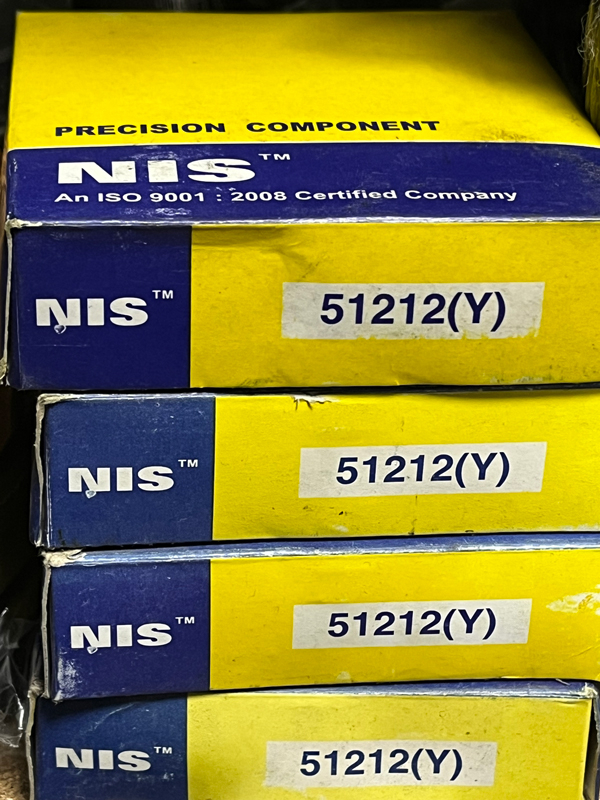 PRECISION COMPONENT
NIS™
An ISO 9001 : 2008 Certified Company
NIS™
51212(Y)
NIS™
51212(Y)
NIS™
51212(Y)
NIS™
51212(Y)